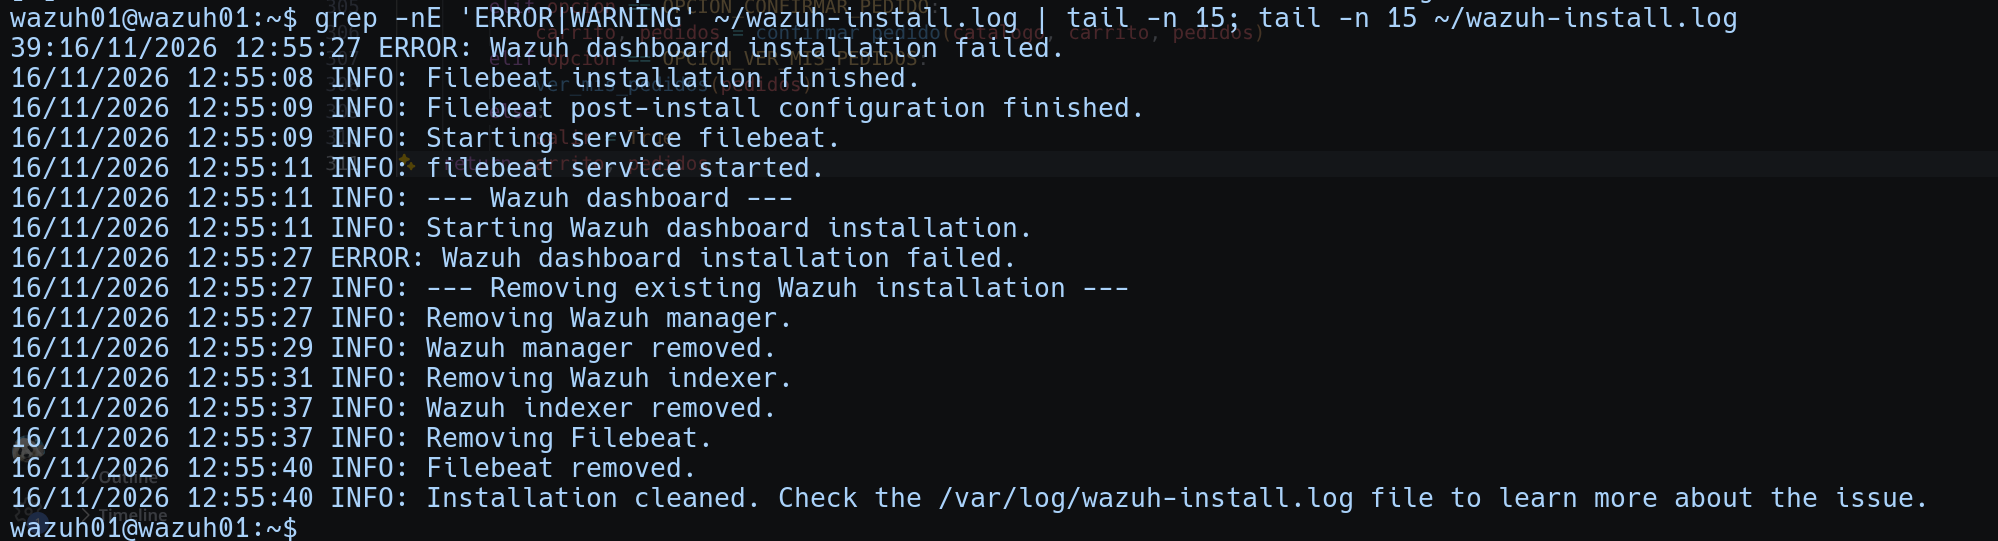 wazuh01@wazuh01:~$ grep -nE 'ERROR|WARNING' ~/wazuh-install.log | tail -n 15; tail -n 15 ~/wazuh-install.log
39:16/11/2026 12:55:27 ERROR: Wazuh dashboard installation failed.
16/11/2026 12:55:08 INFO: Filebeat installation finished.
16/11/2026 12:55:09 INFO: Filebeat post-install configuration finished.
16/11/2026 12:55:09 INFO: Starting service filebeat.
16/11/2026 12:55:11 INFO: filebeat service started.
16/11/2026 12:55:11 INFO: --- Wazuh dashboard ---
16/11/2026 12:55:11 INFO: Starting Wazuh dashboard installation.
16/11/2026 12:55:27 ERROR: Wazuh dashboard installation failed.
16/11/2026 12:55:27 INFO: --- Removing existing Wazuh installation ---
16/11/2026 12:55:27 INFO: Removing Wazuh manager.
16/11/2026 12:55:29 INFO: Wazuh manager removed.
16/11/2026 12:55:31 INFO: Removing Wazuh indexer.
16/11/2026 12:55:37 INFO: Wazuh indexer removed.
16/11/2026 12:55:37 INFO: Removing Filebeat.
16/11/2026 12:55:40 INFO: Filebeat removed.
Outline
16/11/2026 12:55:40 INFO: Installation cleaned. Check the /var/log/wazuh-install.log file to learn more about the issue.
Timeline
wazuh01@wazuh01:~$